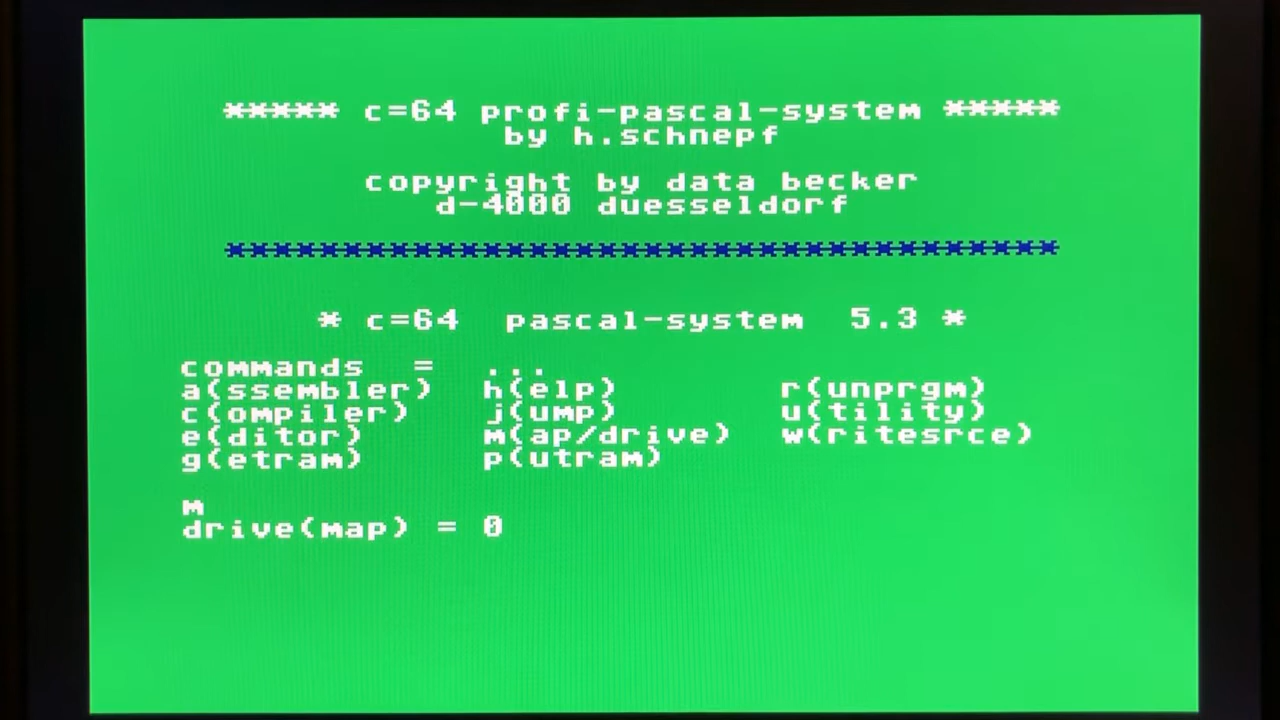 ***** c=64 profi-pascal-system *****
by h.schnepf
copyright by data becker
d-4000 duesseldorf
************************************
* c=64 pascal-system 5.3 *
commands = ...
a(ssembler) h(elp) r(unprgm)
c(ompiler) j(ump) u(tility)
e(ditor) m(ap/drive) w(ritesrce)
g(etram) p(utram)
m
drive(map) = 0